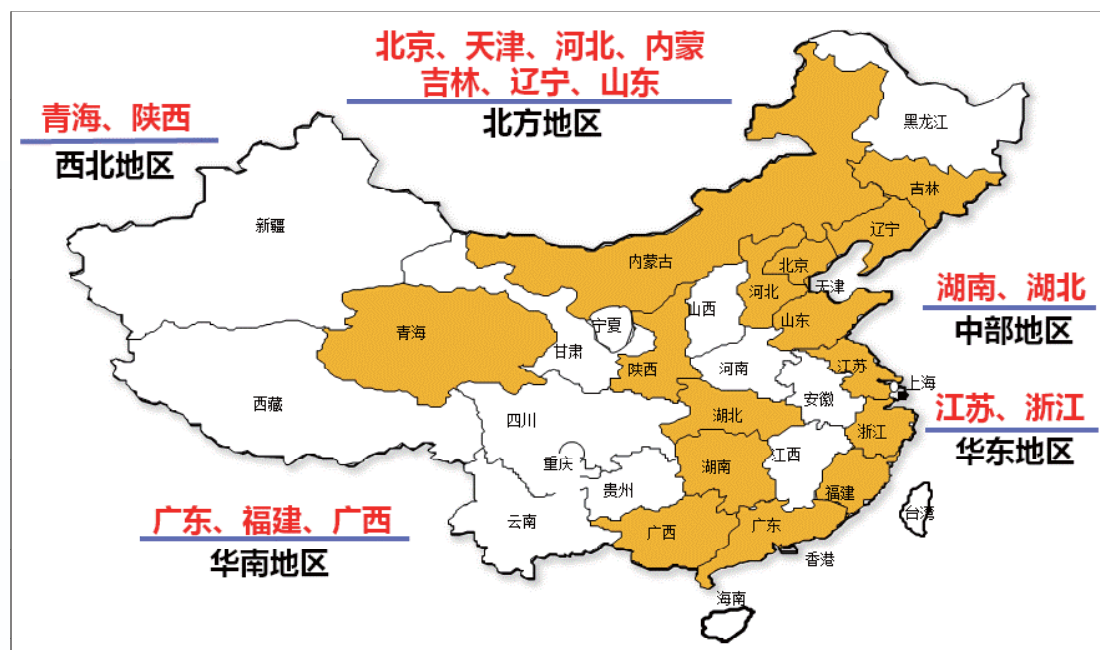 北京、天津、河北、内蒙
吉林、辽宁、山东
北方地区
青海、陕西
西北地区
黑龙江
吉林
辽宁
新疆
内蒙古
北京
天津
河北
湖南、湖北
中部地区
山西
宁夏
山东
青海
甘肃
陕西
河南
江苏
上海
西藏
安徽
江苏、浙江
华东地区
四川
湖北
浙江
重庆
湖南
江西
贵州
福建
云南
广东、福建、广西
华南地区
广西
广东
台湾
香港
海南